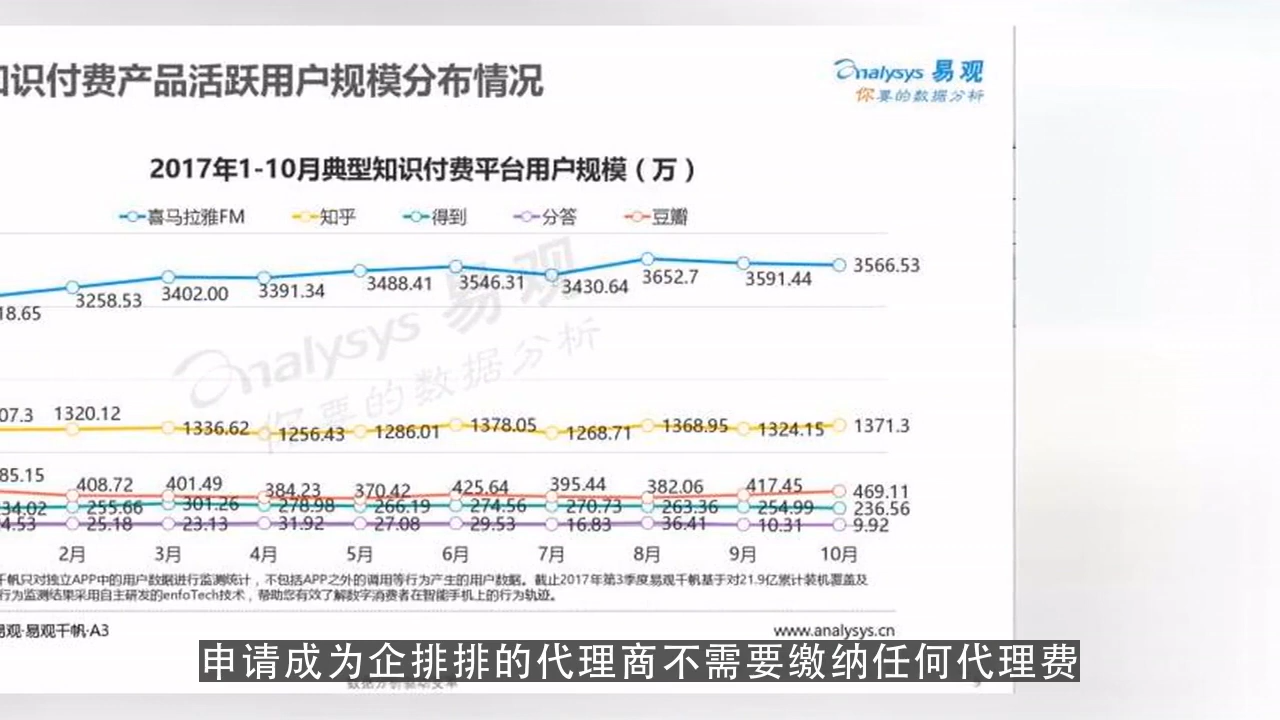 识付费产品活跃用户规模分布情况
analysys 易观
你要的数据分析
2017年1-10月典型知识付费平台用户规模（万）
喜马拉雅FM 知乎 得到 分答 豆瓣
18.65 3258.53 3402.00 3391.34 3488.41 3546.31 3430.64 3652.7 3591.44 3566.53
analysys 易观
你要的数据分析
07.3 1320.12 1336.62 1256.43 1286.01 1378.05 1268.71 1368.95 1324.15 1371.3
85.15 408.72 401.49 384.23 370.42 425.64 395.44 382.06 417.45 469.11
34.02 255.66 301.26 278.98 266.19 274.56 270.73 263.36 254.99 236.56
4.53 25.18 23.13 31.92 27.08 29.53 16.83 36.41 10.31 9.92
2月 3月 4月 5月 6月 7月 8月 9月 10月
千帆只对独立APP中的用户数据进行监测统计，不包括APP之外的调用等行为产生的用户数据。截止2017年第3季度易观千帆基于对21.9亿累计装机覆盖及
行为监测结果采用自主研发的enfoTech技术，帮助您有效了解数字消费者在智能手机上的行为轨迹。
易观·易观千帆·A3
www.analysys.cn
申请成为企排排的代理商不需要缴纳任何代理费